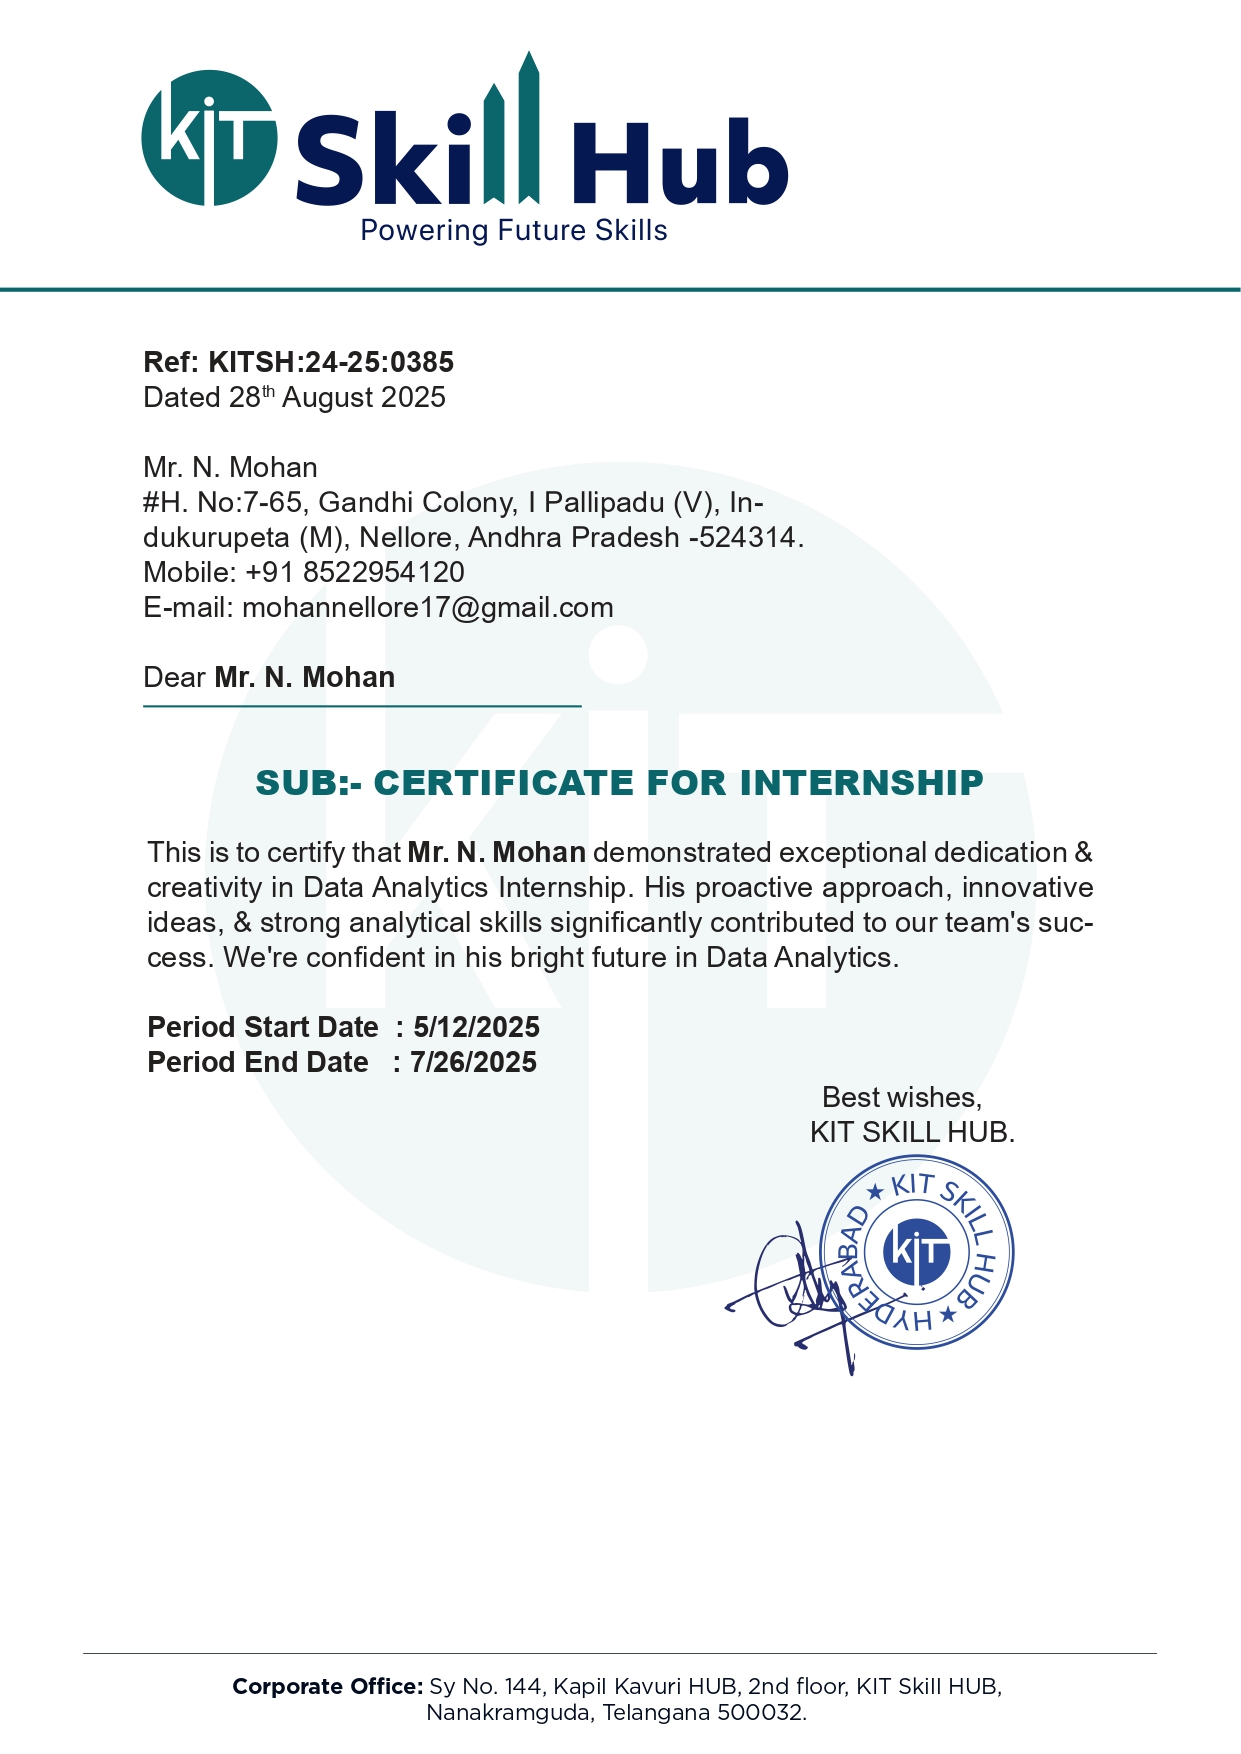 KiT Skill Hub
Powering Future Skills
Ref: KITSH:24-25:0385
Dated 28th August 2025
Mr. N. Mohan
#H. No:7-65, Gandhi Colony, I Pallipadu (V), In-
dukurupeta (M), Nellore, Andhra Pradesh -524314.
Mobile: +91 8522954120
E-mail: mohannellore17@gmail.com
Dear Mr. N. Mohan
SUB:- CERTIFICATE FOR INTERNSHIP
This is to certify that Mr. N. Mohan demonstrated exceptional dedication &
creativity in Data Analytics Internship. His proactive approach, innovative
ideas, & strong analytical skills significantly contributed to our team's suc-
cess. We're confident in his bright future in Data Analytics.
Period Start Date : 5/12/2025
Period End Date : 7/26/2025
Best wishes,
KIT SKILL HUB.
★ KIT SKILL HUB ★ HYDERABAD
KiT
Corporate Office: Sy No. 144, Kapil Kavuri HUB, 2nd floor, KIT Skill HUB,
Nanakramguda, Telangana 500032.